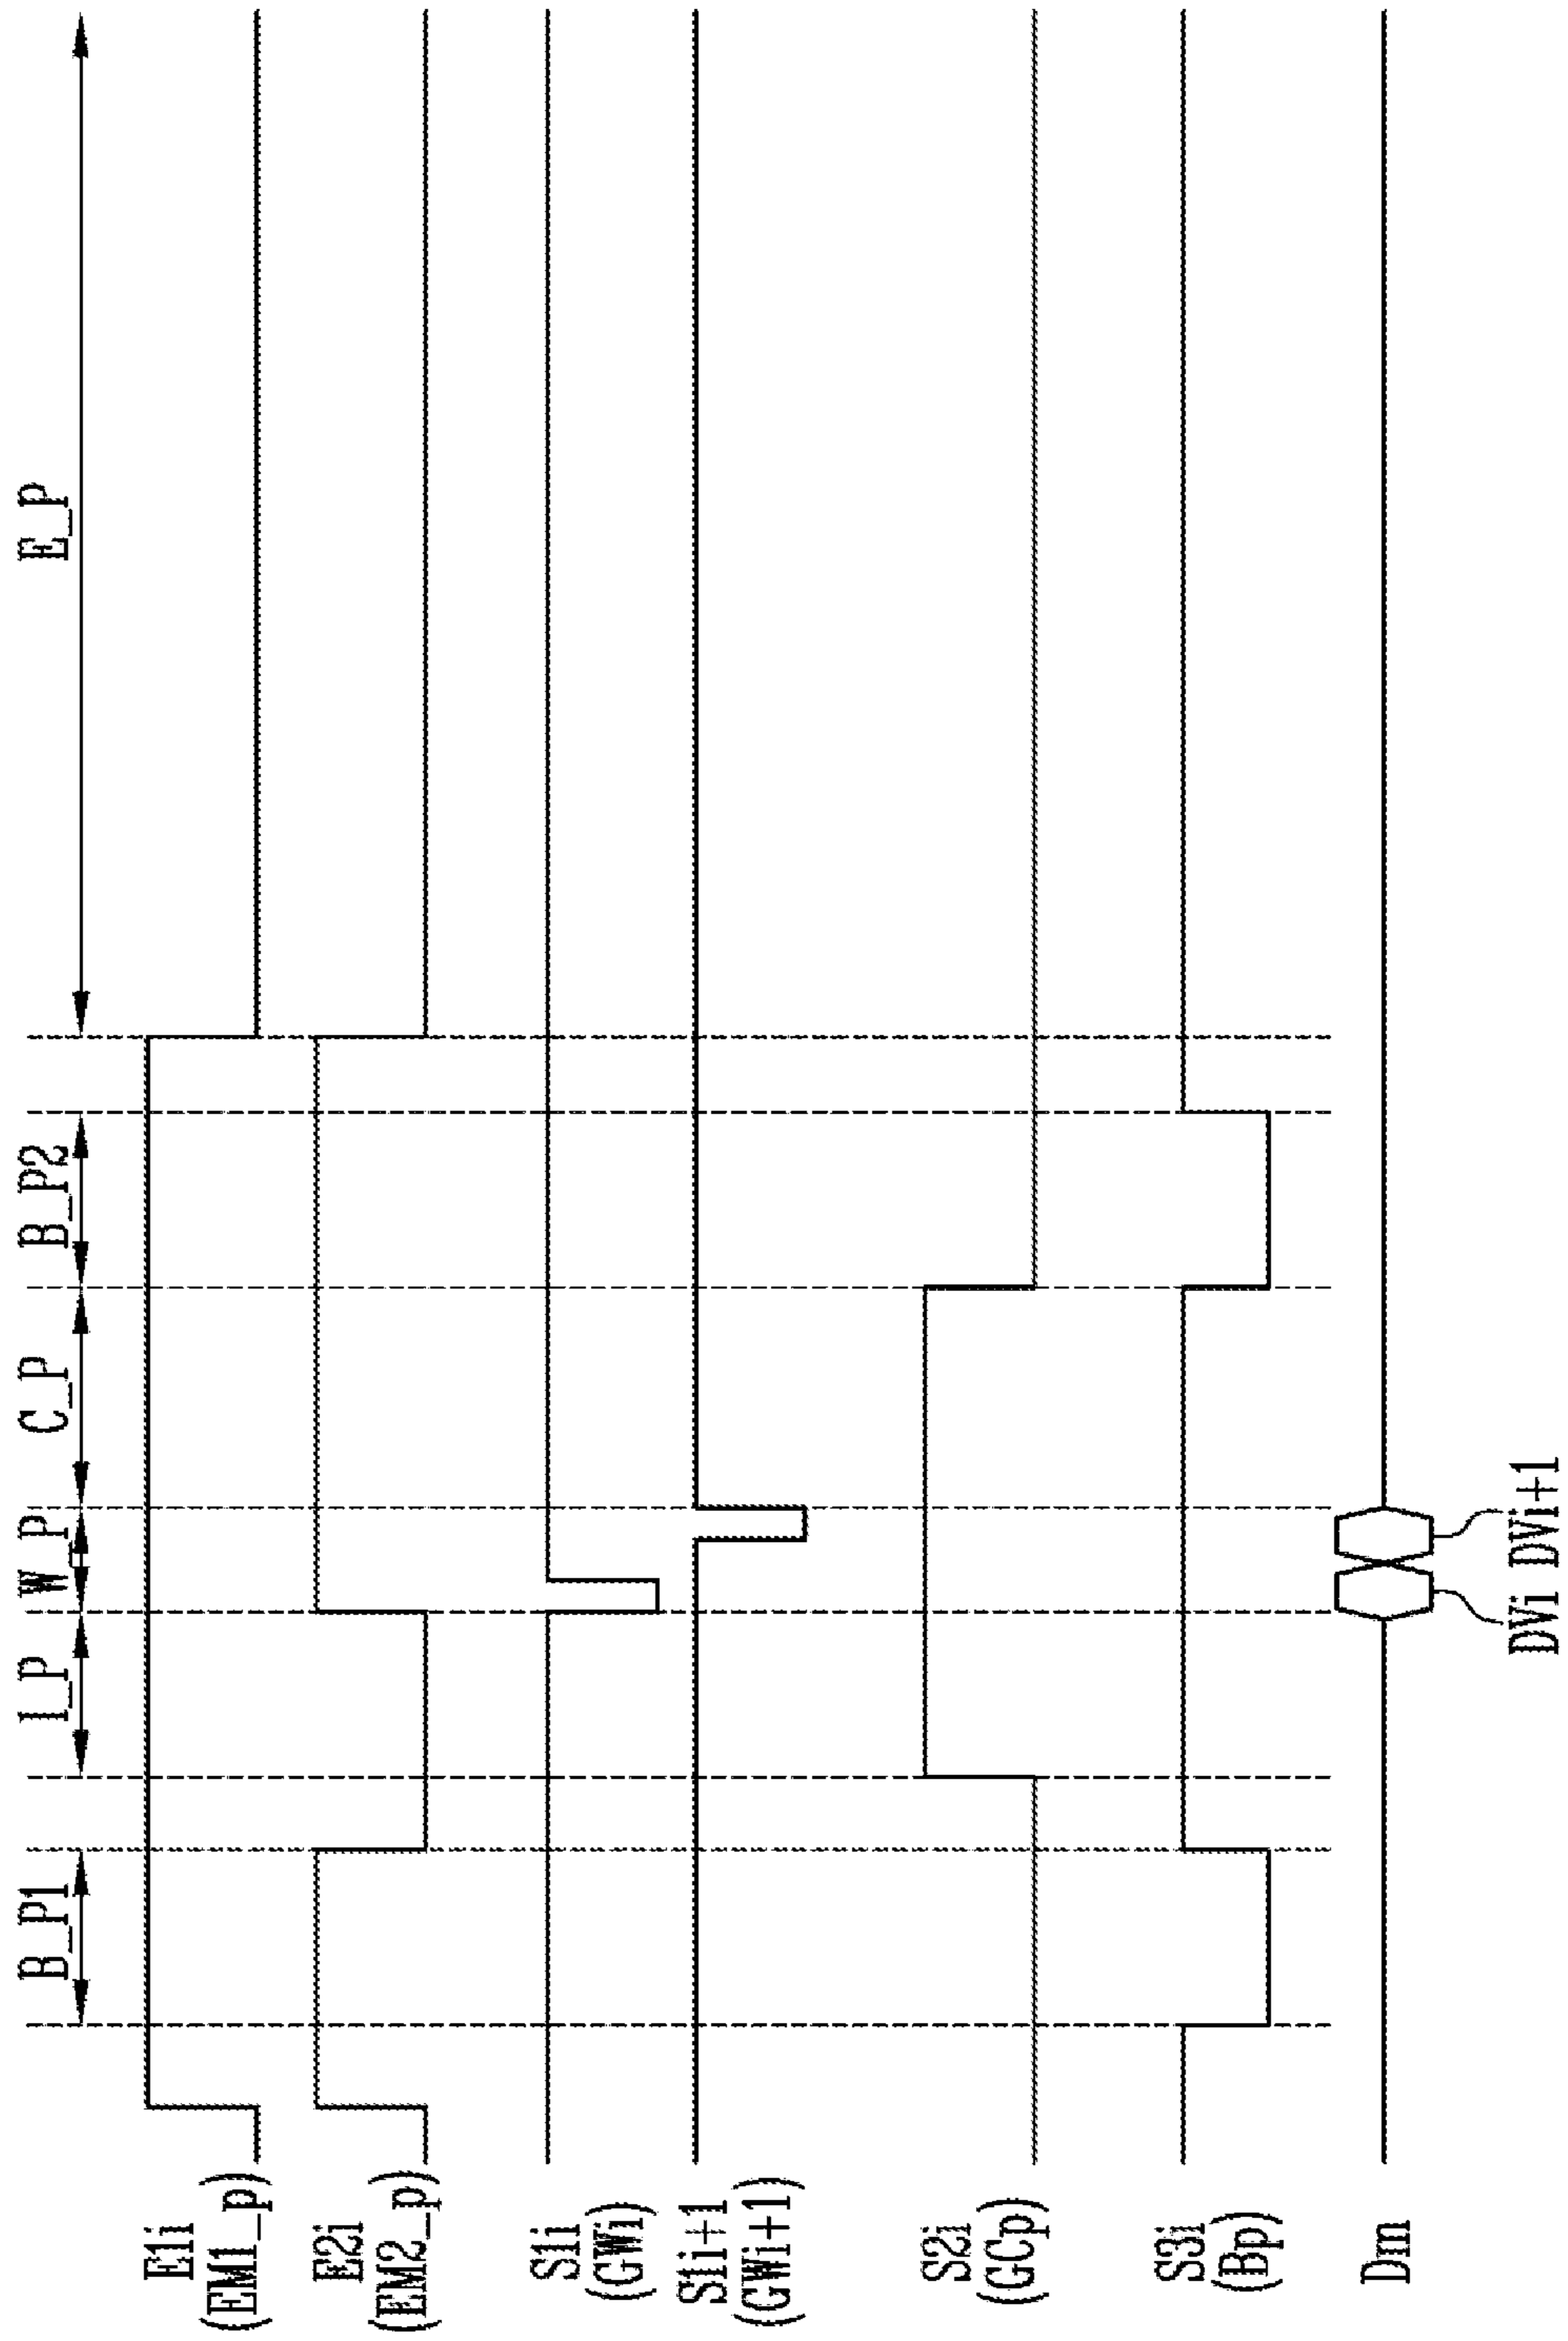 B_P1 I_P W_P C_P B_P2 E_P
E1i
(EM1_p)
E2i
(EM2_p)
S1i
(GWi)
S1i+1
(GWi+1)
S2i
(GCp)
S3i
(Bp)
Dm
DVi DVi+1